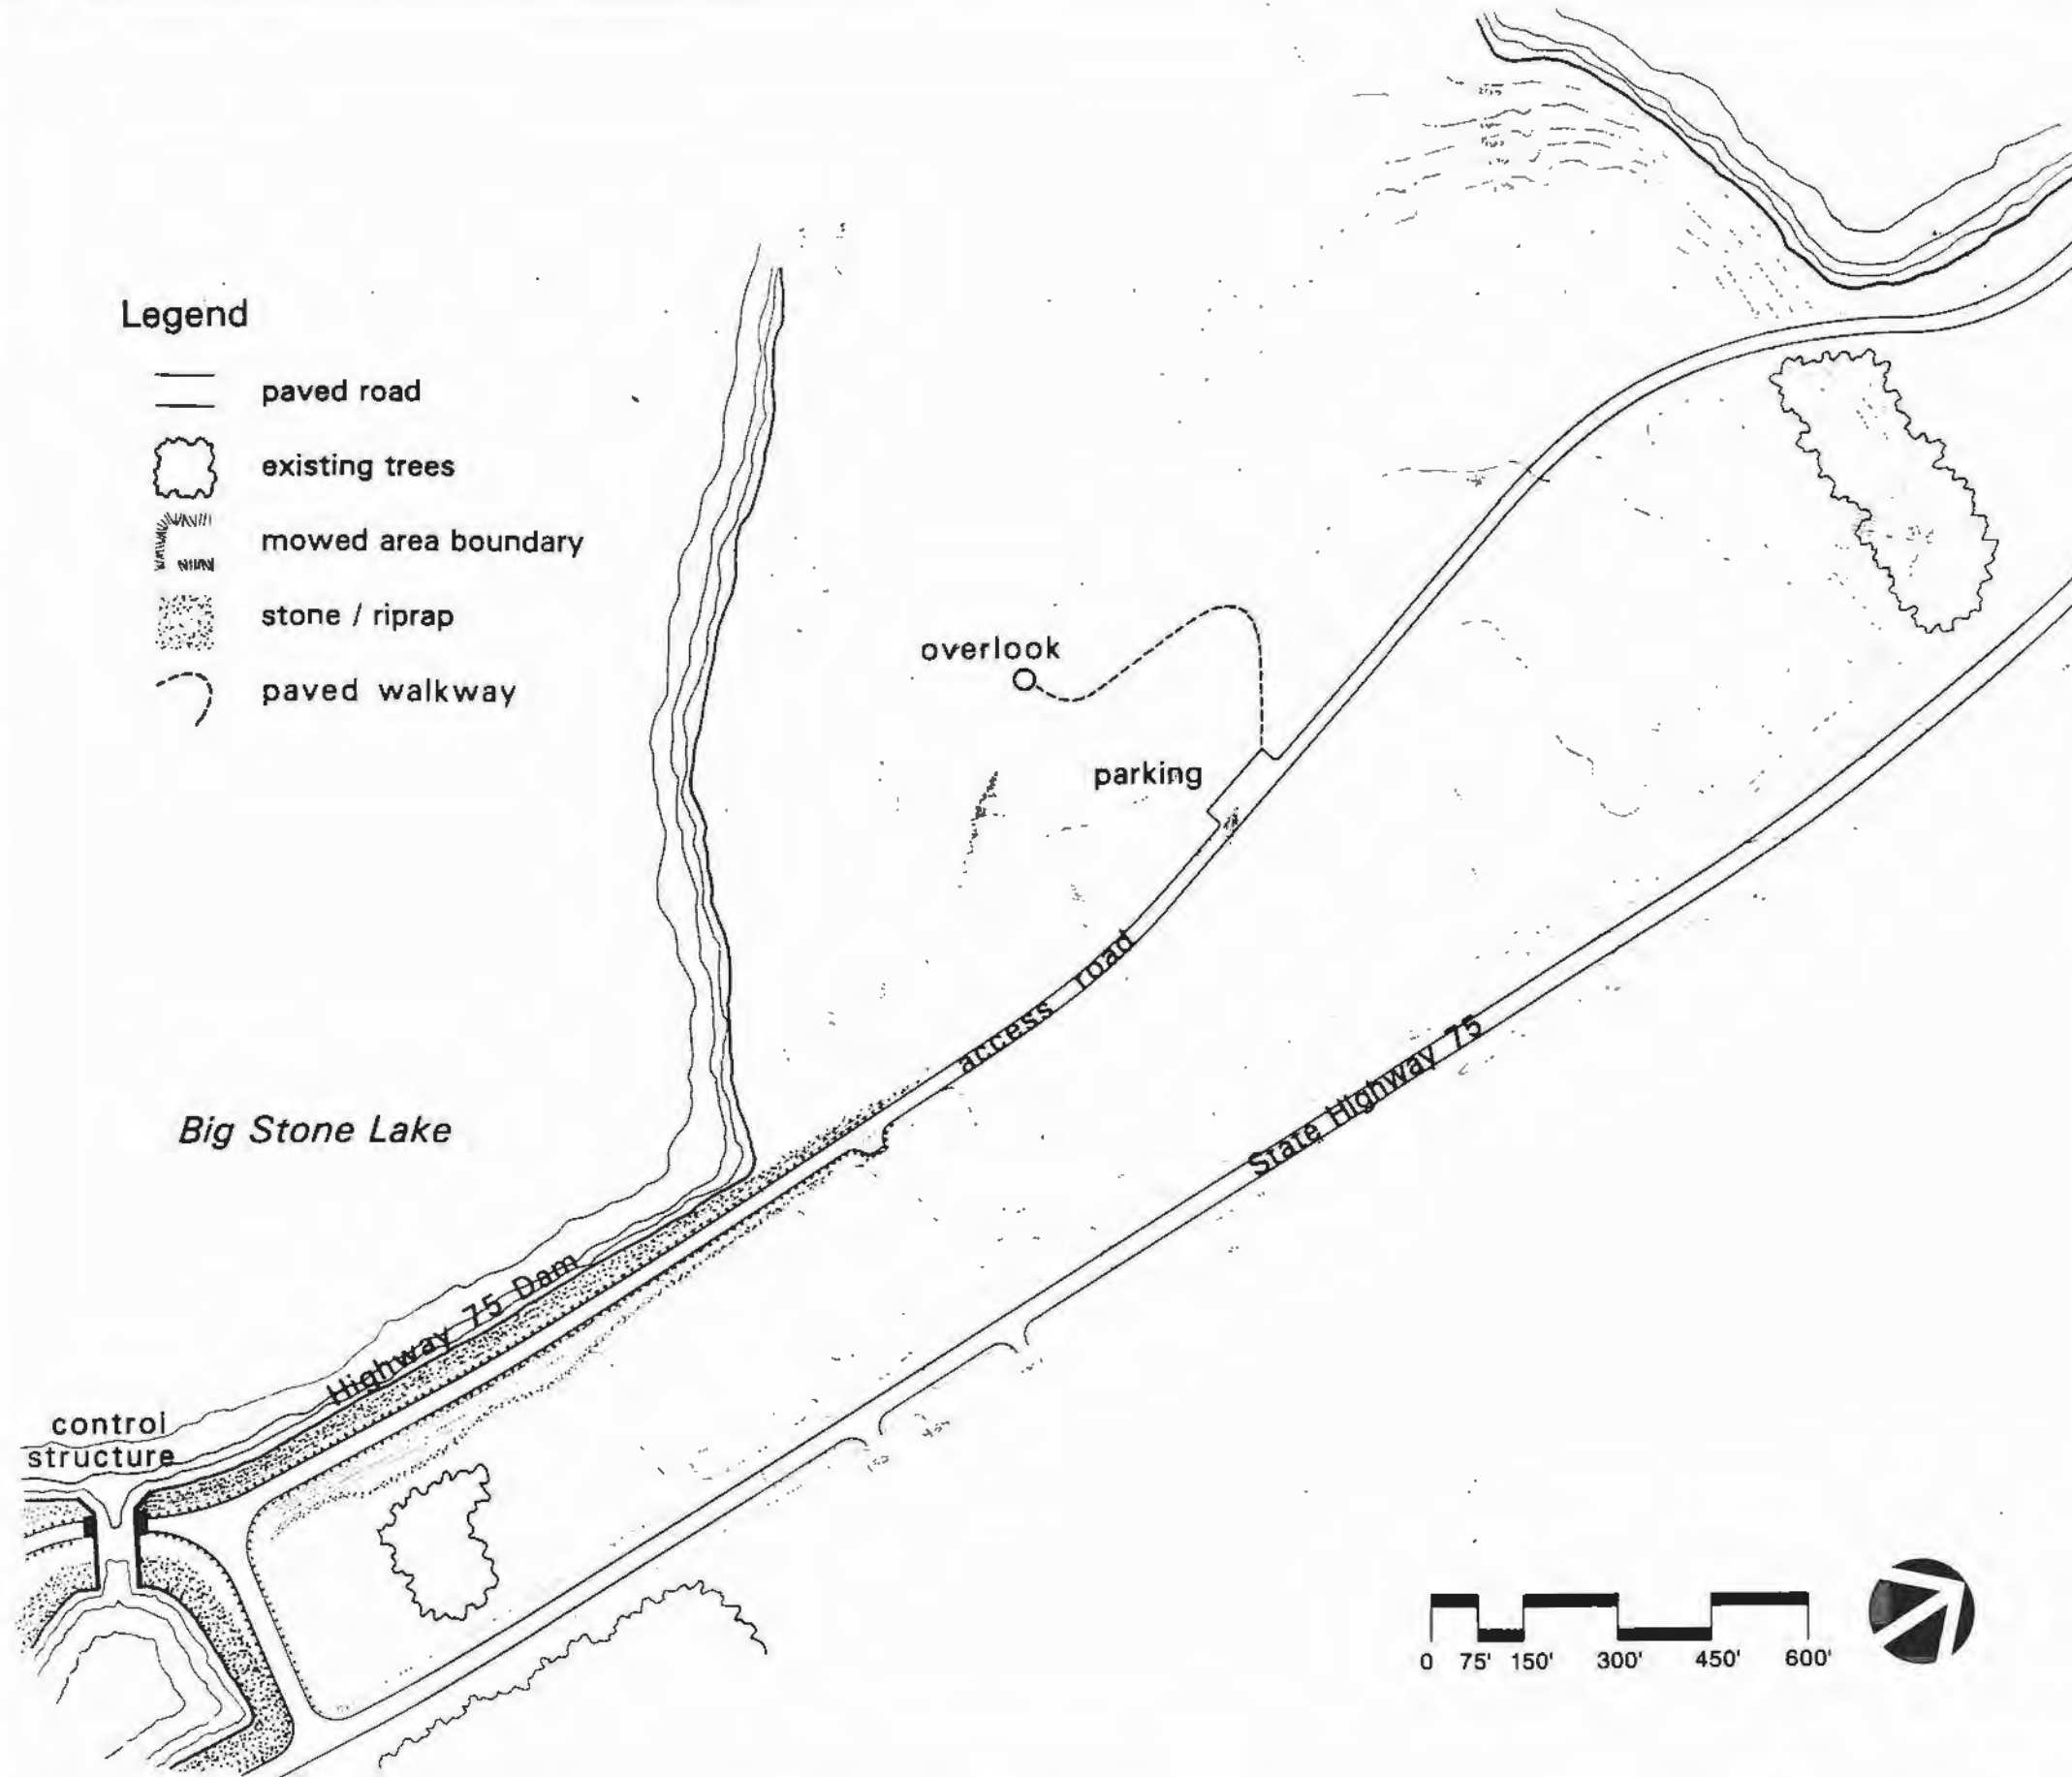 Legend
paved road
existing trees
mowed area boundary
stone / riprap
paved walkway
overlook
parking
access road
State Highway 75
Big Stone Lake
Highway 75 Dam
control
structure
0 75' 150' 300' 450' 600'